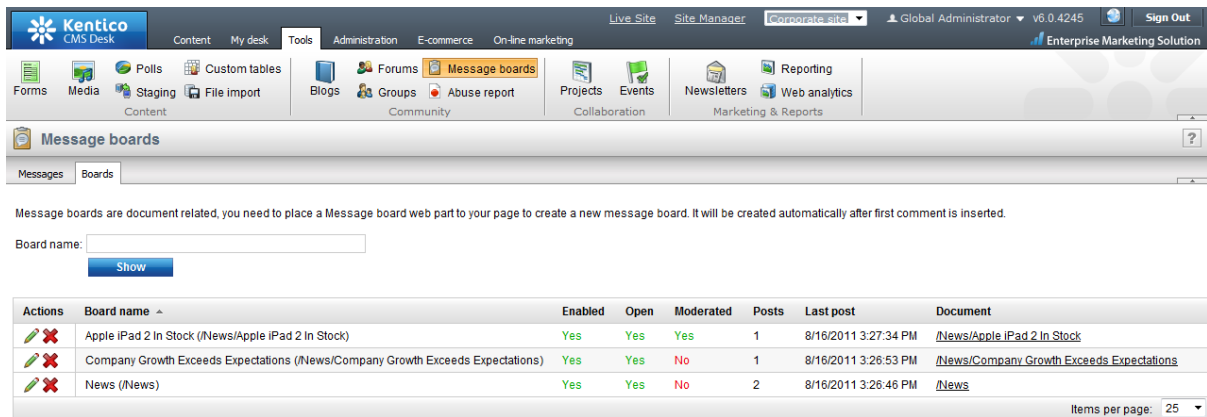 Kentico CMS Desk Live Site Site Manager Corporate site Global Administrator v6.0.4245 Sign Out
Content My desk Tools Administration E-commerce On-line marketing Enterprise Marketing Solution
Forms Media Polls Custom tables Blogs Forums Message boards Projects Events Newsletters Reporting
Staging File import Groups Abuse report Web analytics
Content Community Collaboration Marketing & Reports
Message boards ?
Messages Boards
Message boards are document related, you need to place a Message board web part to your page to create a new message board. It will be created automatically after first comment is inserted.
Board name:
Show
Actions Board name Enabled Open Moderated Posts Last post Document
Apple iPad 2 In Stock (/News/Apple iPad 2 In Stock) Yes Yes Yes 1 8/16/2011 3:27:34 PM /News/Apple iPad 2 In Stock
Company Growth Exceeds Expectations (/News/Company Growth Exceeds Expectations) Yes Yes No 1 8/16/2011 3:26:53 PM /News/Company Growth Exceeds Expectations
News (/News) Yes Yes No 2 8/16/2011 3:26:46 PM /News
Items per page: 25